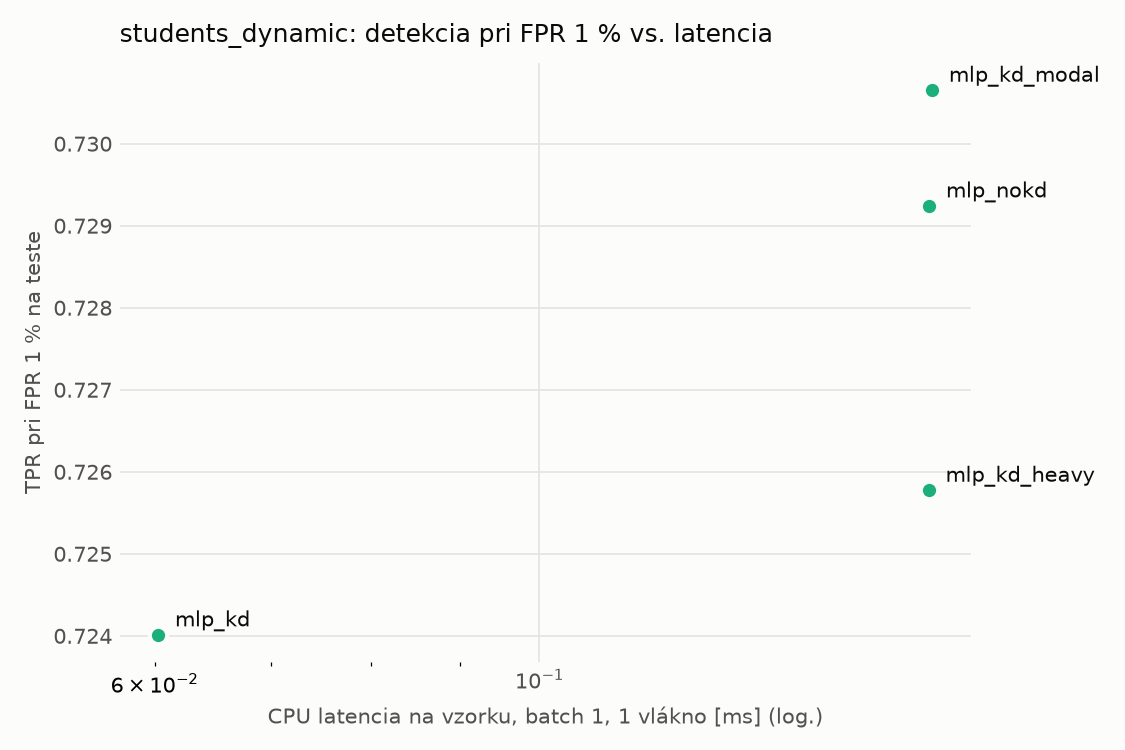 students_dynamic: detekcia pri FPR 1 % vs. latencia
mlp_kd_modal
0.730
mlp_nokd
0.729
0.728
TPR pri FPR 1 % na teste
0.727
0.726
mlp_kd_heavy
0.725
mlp_kd
0.724
6 × 10⁻²
10⁻¹
CPU latencia na vzorku, batch 1, 1 vlákno [ms] (log.)